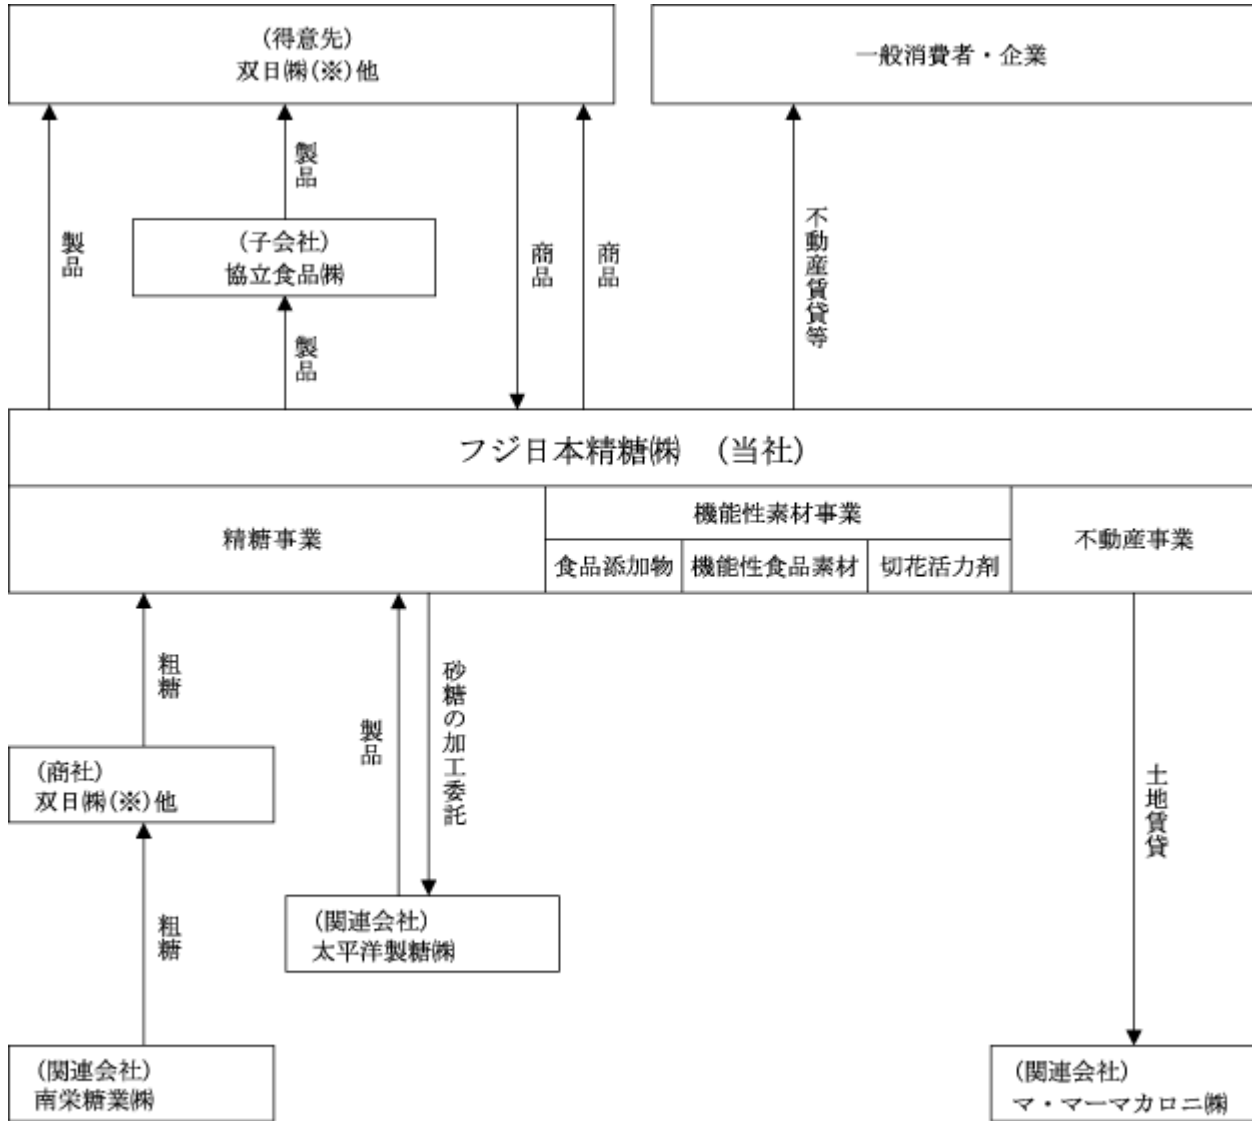 (得意先)
双日㈱(※)他
一般消費者・企業
製品
製品
(子会社)
協立食品㈱
製品
商品
商品
不動産賃貸等
フジ日本精糖㈱ (当社)
精糖事業
機能性素材事業
食品添加物
機能性食品素材
切花活力剤
不動産事業
粗糖
製品
砂糖の加工委託
土地賃貸
(商社)
双日㈱(※)他
粗糖
(関連会社)
太平洋製糖㈱
(関連会社)
南栄糖業㈱
(関連会社)
マ・マーマカロニ㈱